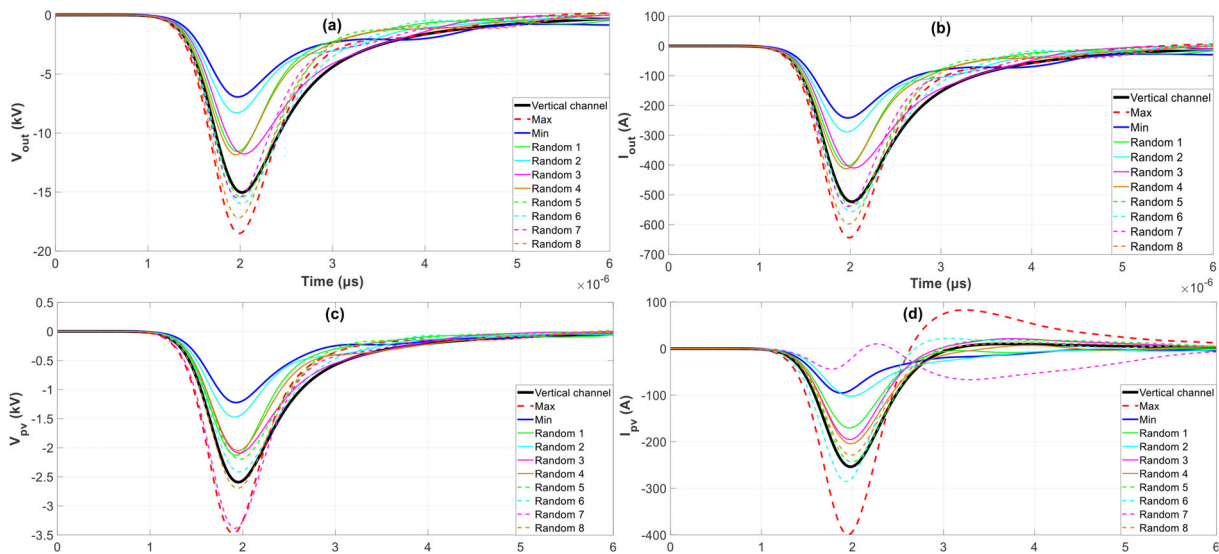 (a)
0
-5
-10
-15
-20
V_out (kV)
0 1 2 3 4 5 6
Time (μs)
×10^-6
Vertical channel
Max
Min
Random 1
Random 2
Random 3
Random 4
Random 5
Random 6
Random 7
Random 8
(b)
100
0
-100
-200
-300
-400
-500
-600
-700
I_out (A)
0 1 2 3 4 5 6
Time (μs)
×10^-6
Vertical channel
Max
Min
Random 1
Random 2
Random 3
Random 4
Random 5
Random 6
Random 7
Random 8
(c)
0.5
0
-0.5
-1
-1.5
-2
-2.5
-3
-3.5
V_pv (kV)
0 1 2 3 4 5 6
Vertical channel
Max
Min
Random 1
Random 2
Random 3
Random 4
Random 5
Random 6
Random 7
Random 8
(d)
100
0
-100
-200
-300
-400
I_pv (A)
0 1 2 3 4 5 6
Vertical channel
Max
Min
Random 1
Random 2
Random 3
Random 4
Random 5
Random 6
Random 7
Random 8